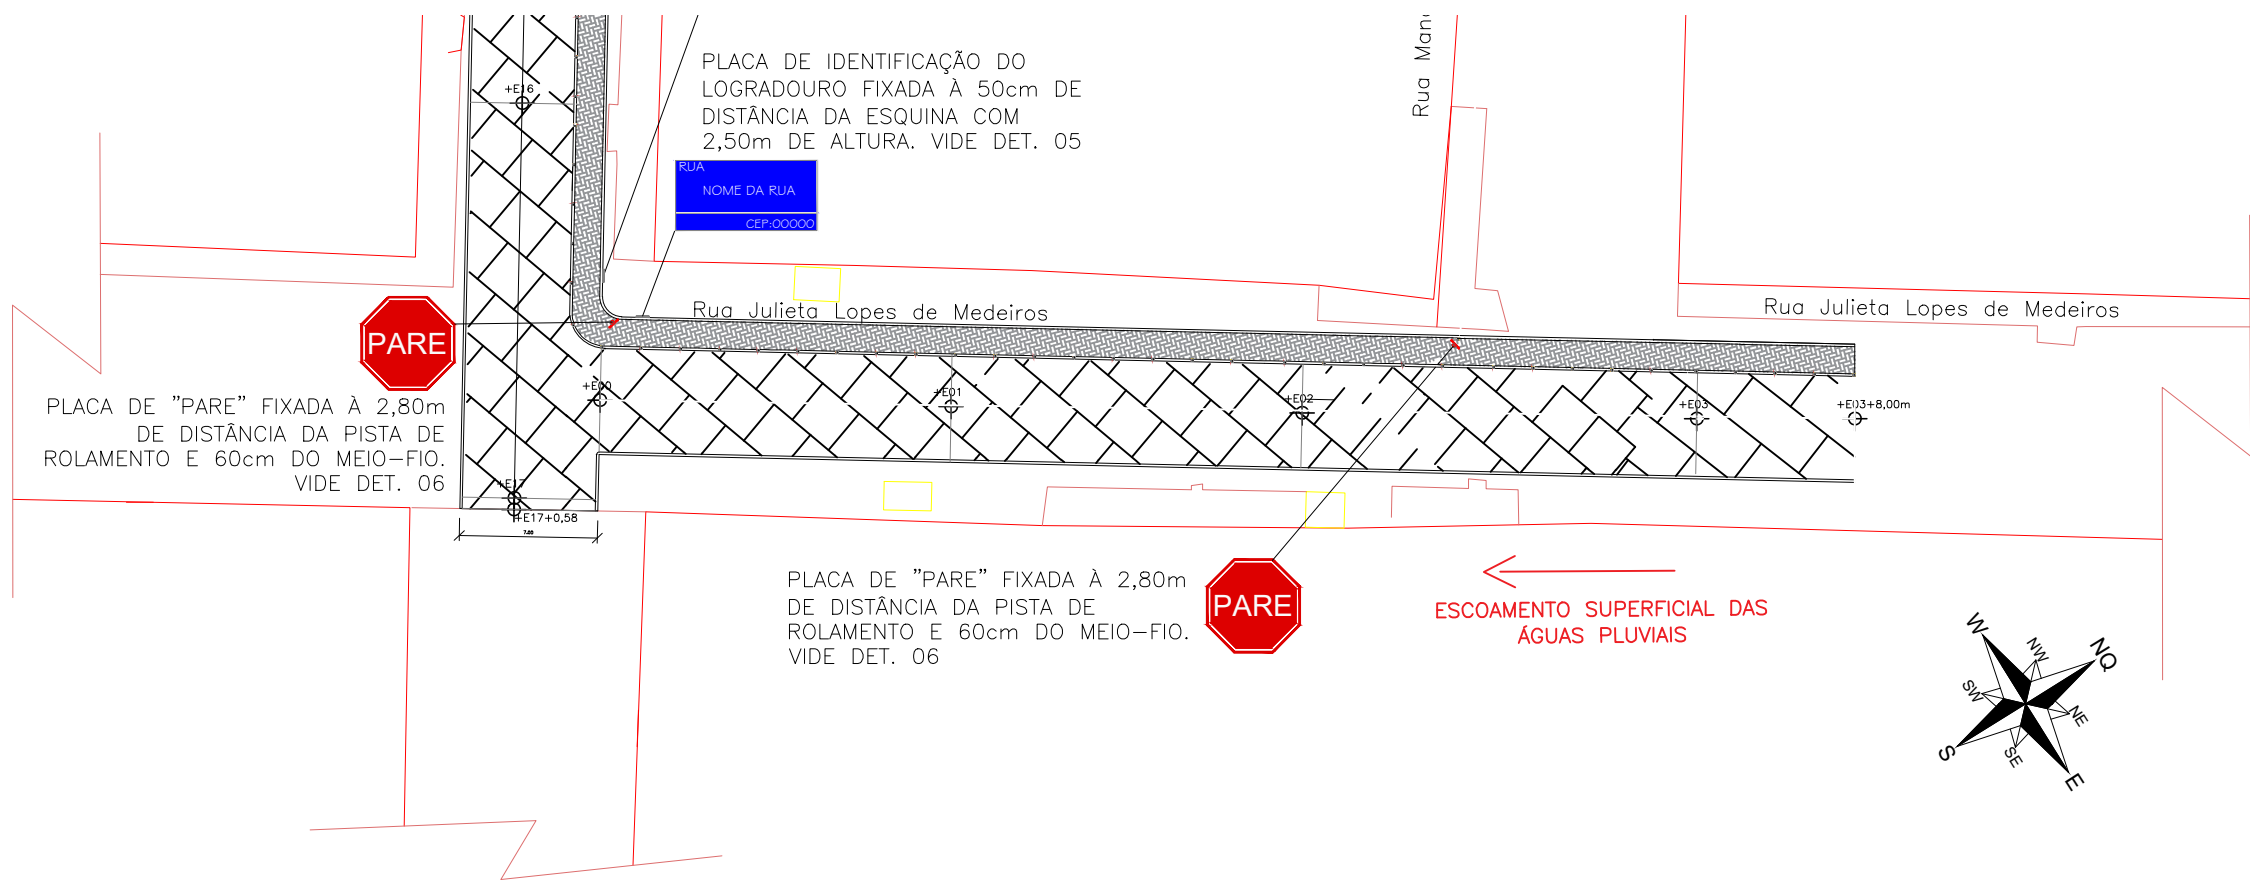 PLACA DE IDENTIFICAÇÃO DO
LOGRADOURO FIXADA À 50cm DE
DISTÂNCIA DA ESQUINA COM
2,50m DE ALTURA. VIDE DET. 05
RUA
NOME DA RUA
CEP:00000
Rua
+E16
Rua Julieta Lopes de Medeiros
Rua Julieta Lopes de Medeiros
PARE
PLACA DE "PARE" FIXADA À 2,80m
DE DISTÂNCIA DA PISTA DE
ROLAMENTO E 60cm DO MEIO-FIO.
VIDE DET. 06
+E00
+E01
+E02
+E03
+E03+8,00m
+E17
+E17+0,58
7.00
PLACA DE "PARE" FIXADA À 2,80m
DE DISTÂNCIA DA PISTA DE
ROLAMENTO E 60cm DO MEIO-FIO.
VIDE DET. 06
PARE
ESCOAMENTO SUPERFICIAL DAS
ÁGUAS PLUVIAIS
W
NW
NQ
SW
NE
S
SE
E